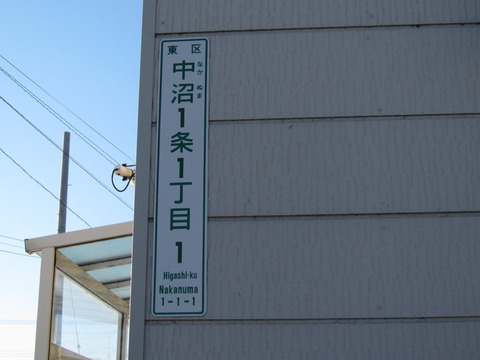 東区
中沼1条1丁目1
なかぬま
Higashi-ku
Nakanuma
1-1-1